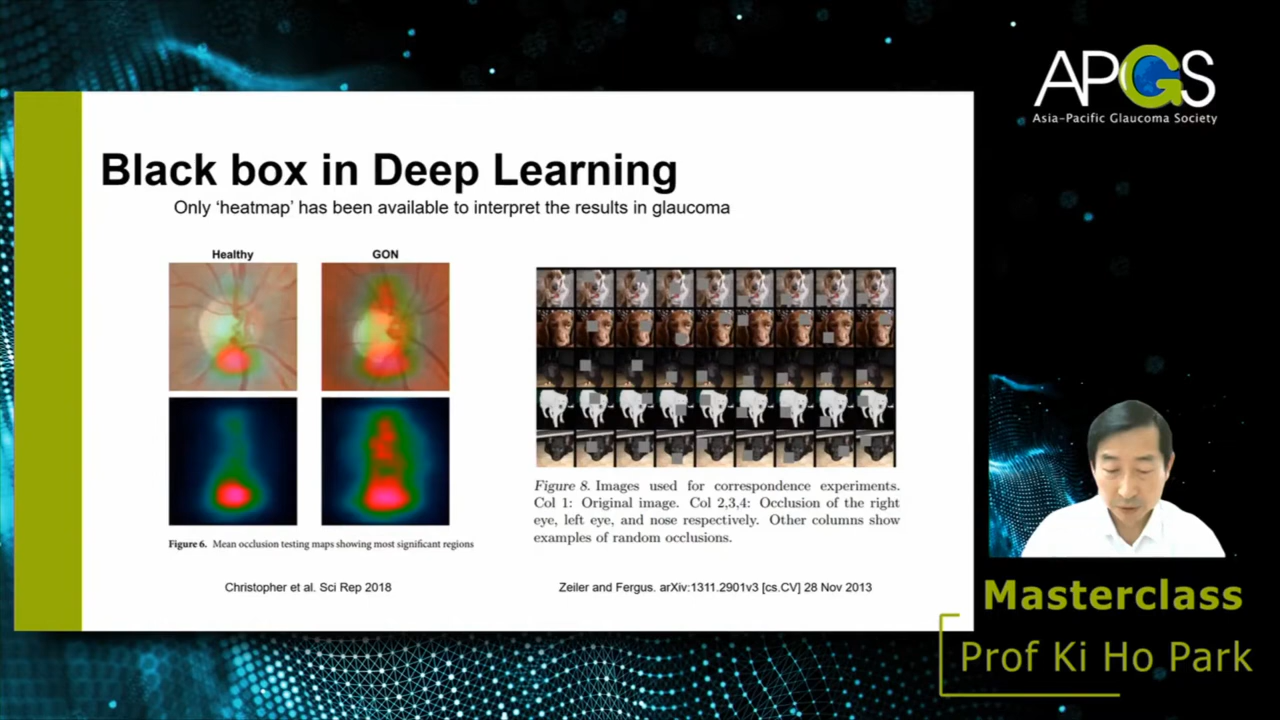 APGS
Asia-Pacific Glaucoma Society
Black box in Deep Learning
Only ‘heatmap’ has been available to interpret the results in glaucoma
Healthy
GON
Figure 6. Mean occlusion testing maps showing most significant regions
Christopher et al. Sci Rep 2018
Figure 8. Images used for correspondence experiments.
Col 1: Original image. Col 2,3,4: Occlusion of the right
eye, left eye, and nose respectively. Other columns show
examples of random occlusions.
Zeiler and Fergus. arXiv:1311.2901v3 [cs.CV] 28 Nov 2013
Masterclass
Prof Ki Ho Park